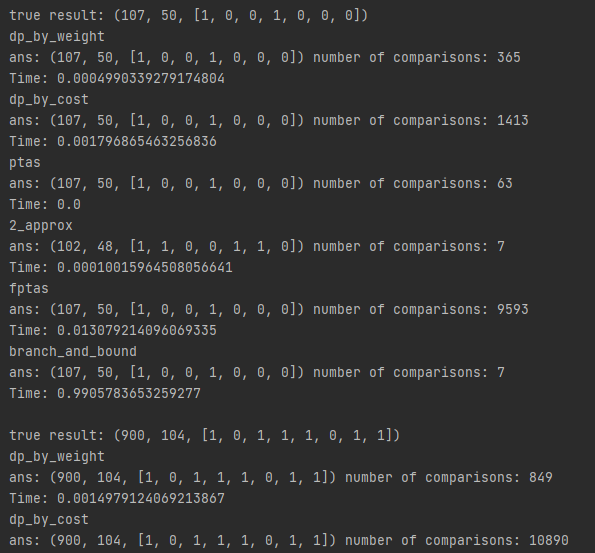 true result: (107, 50, [1, 0, 0, 1, 0, 0, 0])
dp_by_weight
ans: (107, 50, [1, 0, 0, 1, 0, 0, 0]) number of comparisons: 365
Time: 0.0004990339279174804
dp_by_cost
ans: (107, 50, [1, 0, 0, 1, 0, 0, 0]) number of comparisons: 1413
Time: 0.001796865463256836
ptas
ans: (107, 50, [1, 0, 0, 1, 0, 0, 0]) number of comparisons: 63
Time: 0.0
2_approx
ans: (102, 48, [1, 1, 0, 0, 1, 1, 0]) number of comparisons: 7
Time: 0.00010015964508056641
fptas
ans: (107, 50, [1, 0, 0, 1, 0, 0, 0]) number of comparisons: 9593
Time: 0.013079214096069335
branch_and_bound
ans: (107, 50, [1, 0, 0, 1, 0, 0, 0]) number of comparisons: 7
Time: 0.9905783653259277
true result: (900, 104, [1, 0, 1, 1, 1, 0, 1, 1])
dp_by_weight
ans: (900, 104, [1, 0, 1, 1, 1, 0, 1, 1]) number of comparisons: 849
Time: 0.0014979124069213867
dp_by_cost
ans: (900, 104, [1, 0, 1, 1, 1, 0, 1, 1]) number of comparisons: 10890